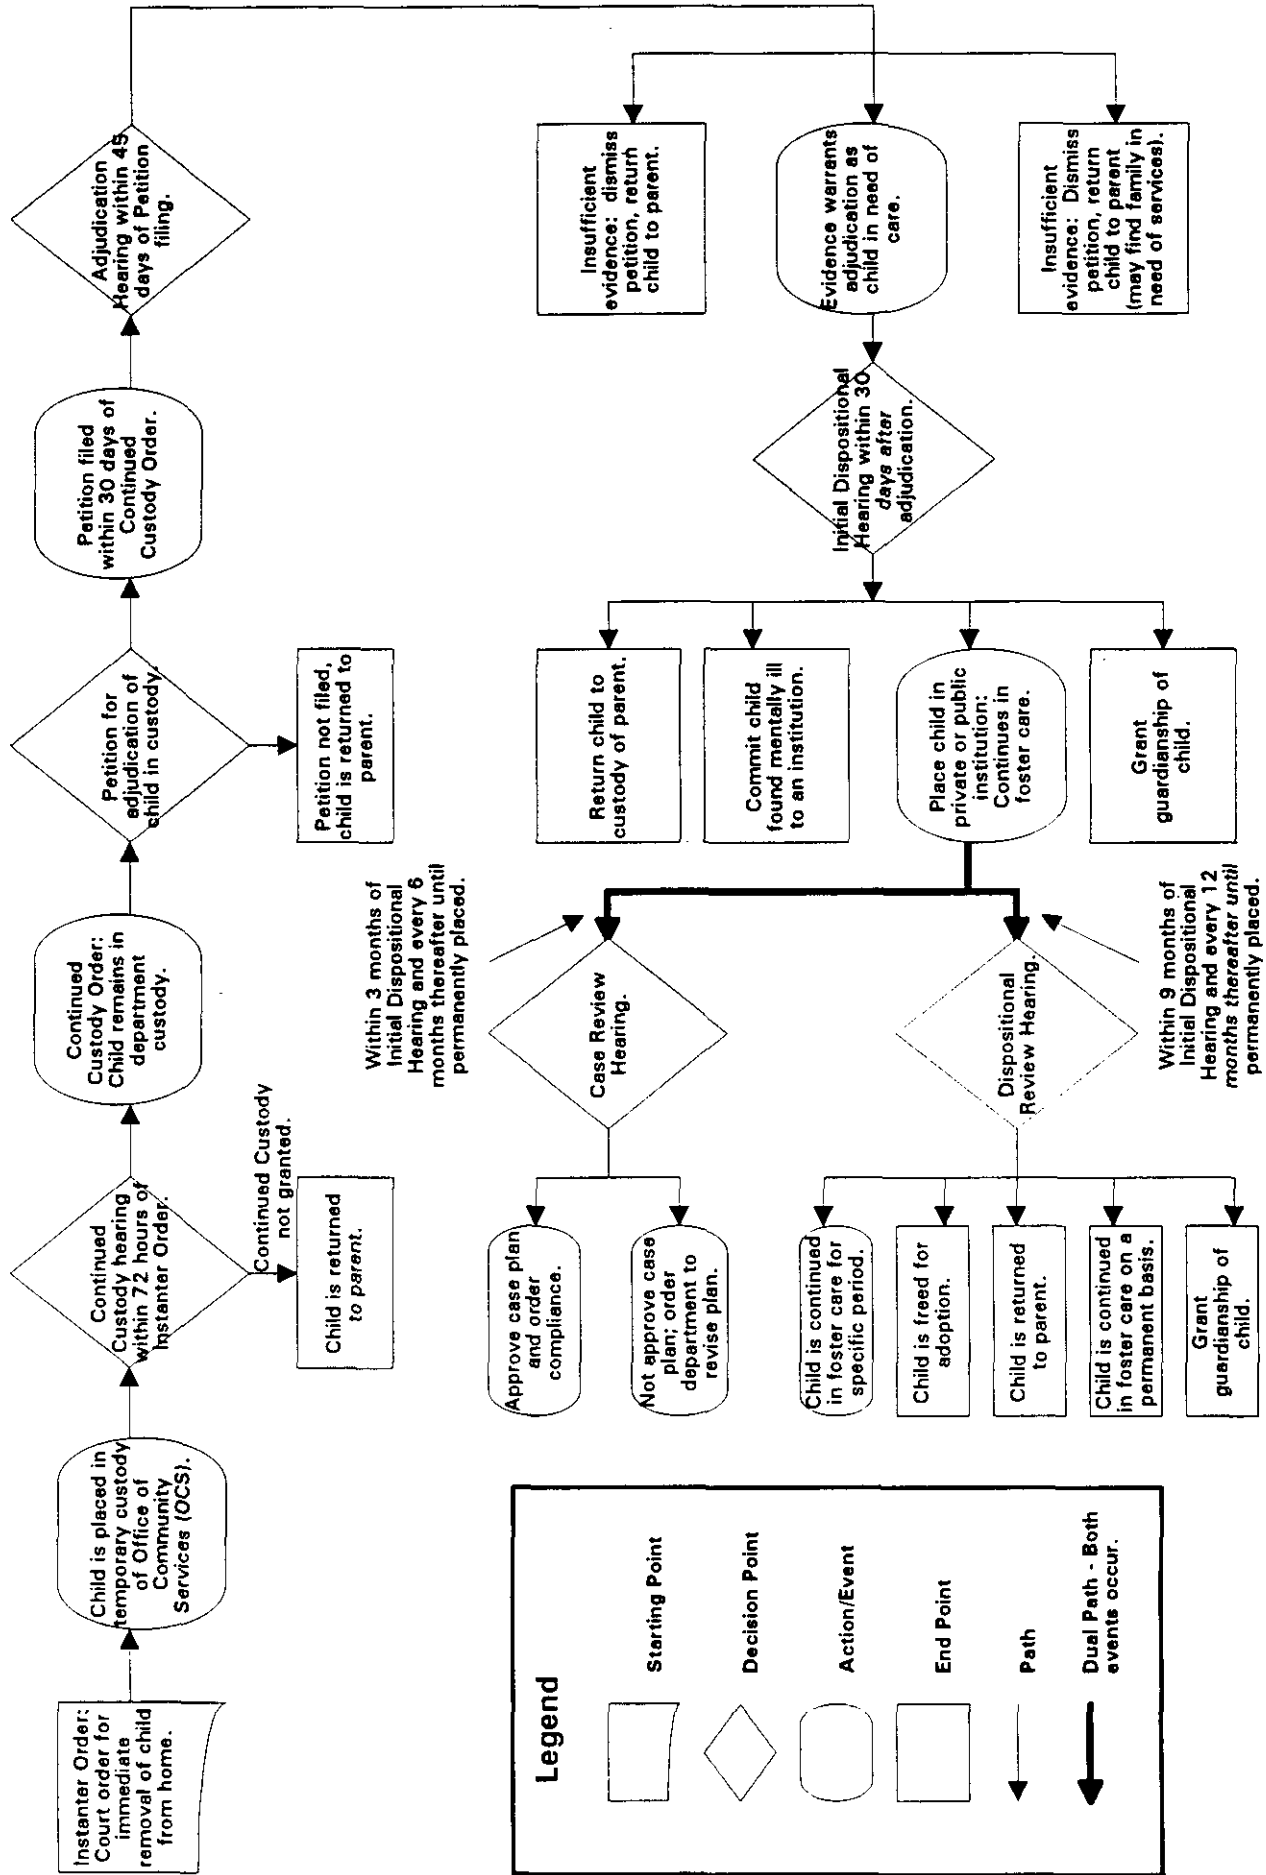 Instanter Order:
Court order for
immediate
removal of child
from home.
Child is placed in
temporary custody
of Office of
Community
Services (OCS).
Continued
Custody hearing
within 72 hours of
Instanter Order.
Continued Custody
not granted.
Child is returned
to parent.
Continued
Custody Order:
Child remains in
department
custody.
Petition for
adjudication of
child in custody.
Petition not filed,
child is returned to
parent.
Petition filed
within 30 days of
Continued
Custody Order.
Adjudication
Hearing within 45
days of Petition
filing.
Insufficient
evidence: dismiss
petition, return
child to parent.
Evidence warrants
adjudication as
child in need of
care.
Insufficient
evidence: Dismiss
petition, return
child to parent
(may find family in
need of services).
Initial Dispositional
Hearing within 30
days after
adjudication.
Return child to
custody of parent.
Commit child
found mentally ill
to an institution.
Place child in
private or public
institution:
Continues in
foster care.
Grant
guardianship of
child.
Within 3 months of
Initial Dispositional
Hearing and every 6
months thereafter until
permanently placed.
Case Review
Hearing.
Within 9 months of
Initial Dispositional
Hearing and every 12
months thereafter until
permanently placed.
Dispositional
Review Hearing.
Approve case plan
and order
compliance.
Not approve case
plan; order
department to
revise plan.
Child is continued
in foster care for
specific period.
Child is freed for
adoption.
Child is returned
to parent.
Child is continued
in foster care on a
permanent basis.
Grant
guardianship of
child.
Legend
Starting Point
Decision Point
Action/Event
End Point
Path
Dual Path - Both
events occur.